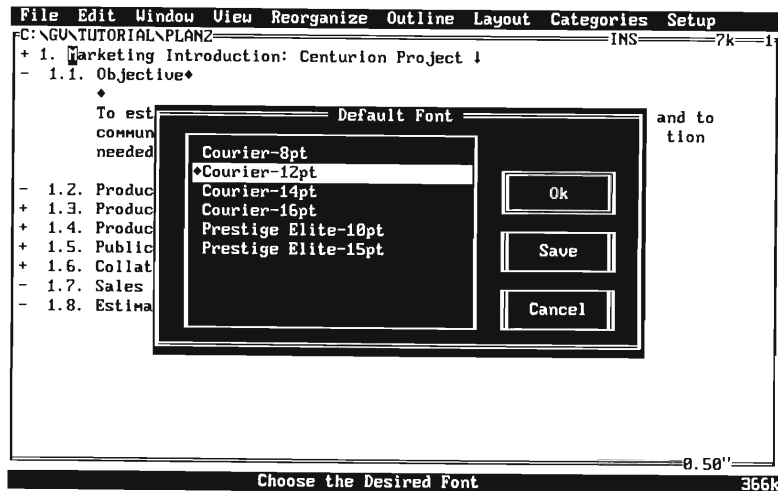 File Edit Window View Reorganize Outline Layout Categories Setup
C:\GV\TUTORIAL\PLAN2 INS 7k 1
+ 1. Marketing Introduction: Centurion Project ↓
- 1.1. Objective♦
♦
To est and to
commun tion
needed
- 1.2. Produc
+ 1.3. Produc
+ 1.4. Produc
+ 1.5. Public
+ 1.6. Collat
- 1.7. Sales
- 1.8. Estima
Default Font
Courier-8pt
♦Courier-12pt
Courier-14pt
Courier-16pt
Prestige Elite-10pt
Prestige Elite-15pt
Ok
Save
Cancel
0.50''
Choose the Desired Font 366k